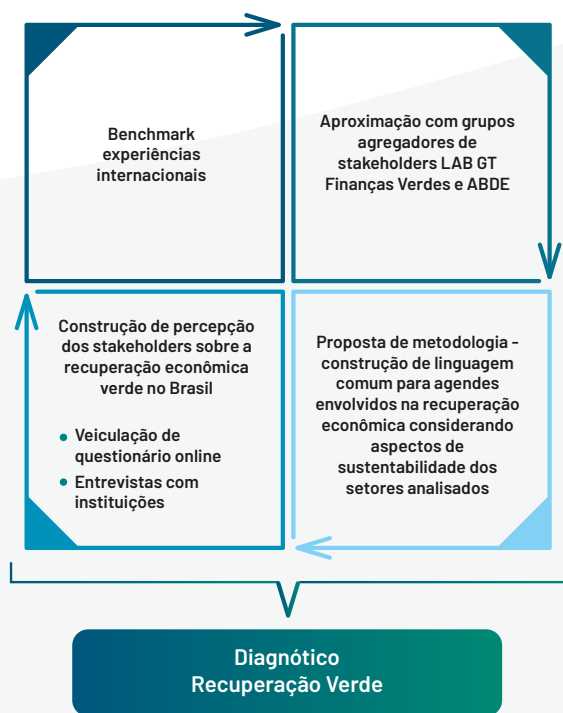 Benchmark
experiências
internacionais
Aproximação com grupos
agregadores de
stakeholders LAB GT
Finanças Verdes e ABDE
Construção de percepção
dos stakeholders sobre a
recuperação econômica
verde no Brasil
Veiculação de
questionário online
Entrevistas com
instituições
Proposta de metodologia -
construção de linguagem
comum para agendes
envolvidos na recuperação
econômica considerando
aspectos de
sustentabilidade dos
setores analisados
Diagnótico
Recuperação Verde